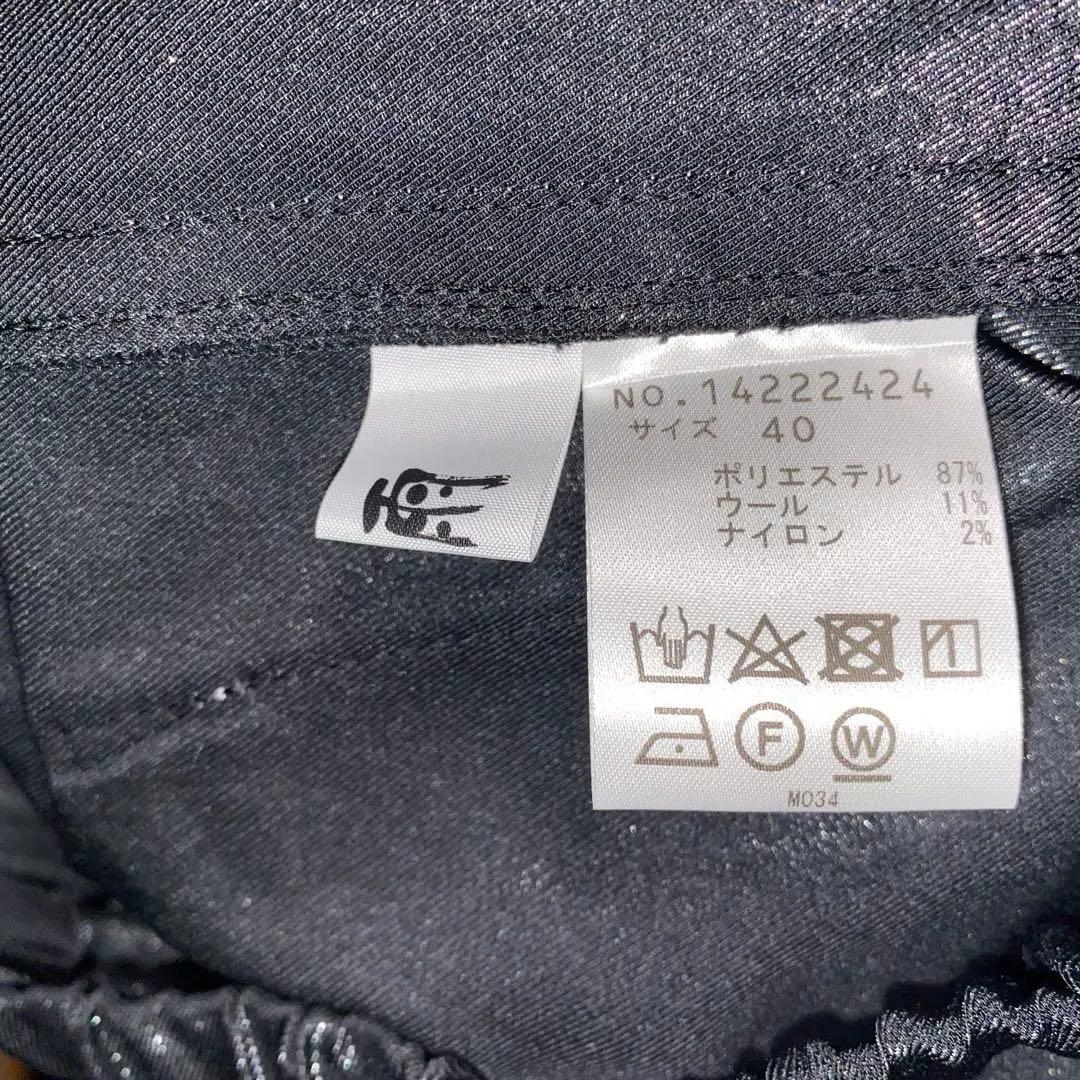 NO.14222424
サイズ 40
ポリエステル 87%
ウール 11%
ナイロン 2%
F W
M034